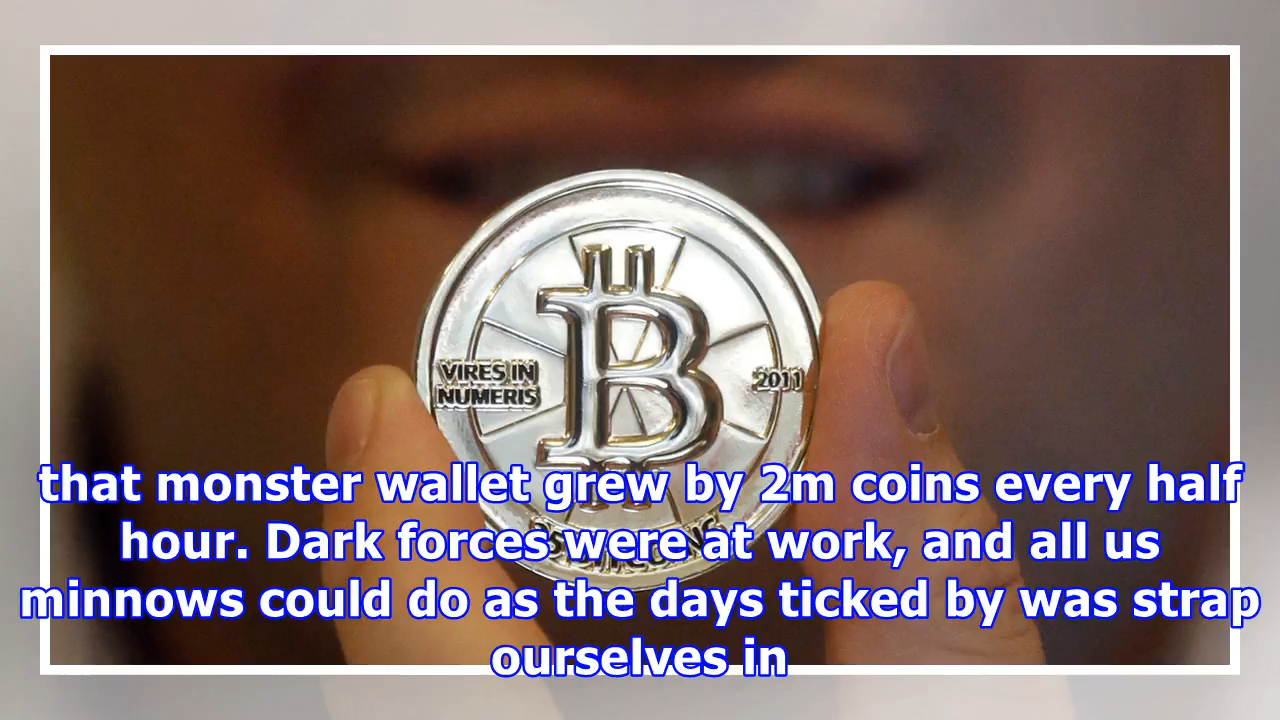 VIRES IN
NUMERIS
2011
that monster wallet grew by 2m coins every half
hour. Dark forces were at work, and all us
minnows could do as the days ticked by was strap
ourselves in